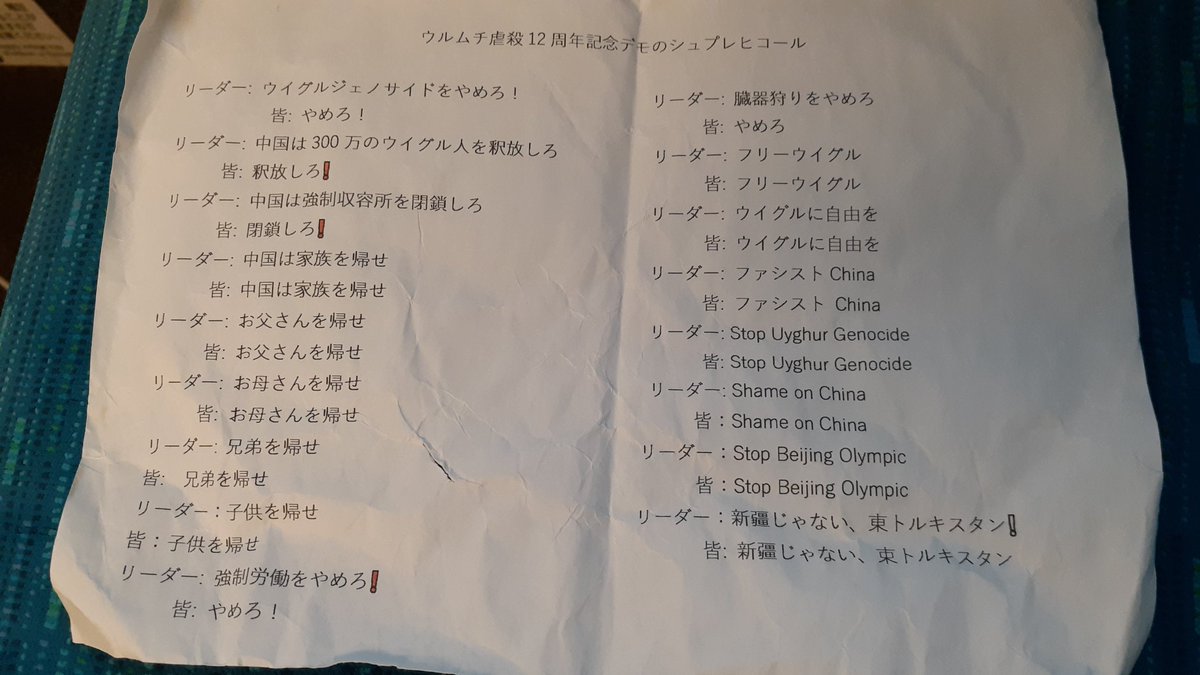 ウルムチ虐殺12周年記念デモのシュプレヒコール
リーダー: ウイグルジェノサイドをやめろ！
皆: やめろ！
リーダー: 中国は300万のウイグル人を釈放しろ
皆: 釈放しろ❗
リーダー: 中国は強制収容所を閉鎖しろ
皆: 閉鎖しろ❗
リーダー: 中国は家族を帰せ
皆: 中国は家族を帰せ
リーダー: お父さんを帰せ
皆: お父さんを帰せ
リーダー: お母さんを帰せ
皆: お母さんを帰せ
リーダー: 兄弟を帰せ
皆: 兄弟を帰せ
リーダー：子供を帰せ
皆：子供を帰せ
リーダー: 強制労働をやめろ❗
皆: やめろ！
リーダー: 臓器狩りをやめろ
皆: やめろ
リーダー: フリーウイグル
皆: フリーウイグル
リーダー: ウイグルに自由を
皆: ウイグルに自由を
リーダー: ファシスト China
皆: ファシスト China
リーダー: Stop Uyghur Genocide
皆: Stop Uyghur Genocide
リーダー: Shame on China
皆：Shame on China
リーダー：Stop Beijing Olympic
皆：Stop Beijing Olympic
リーダー：新疆じゃない、東トルキスタン❗
皆: 新疆じゃない、東トルキスタン